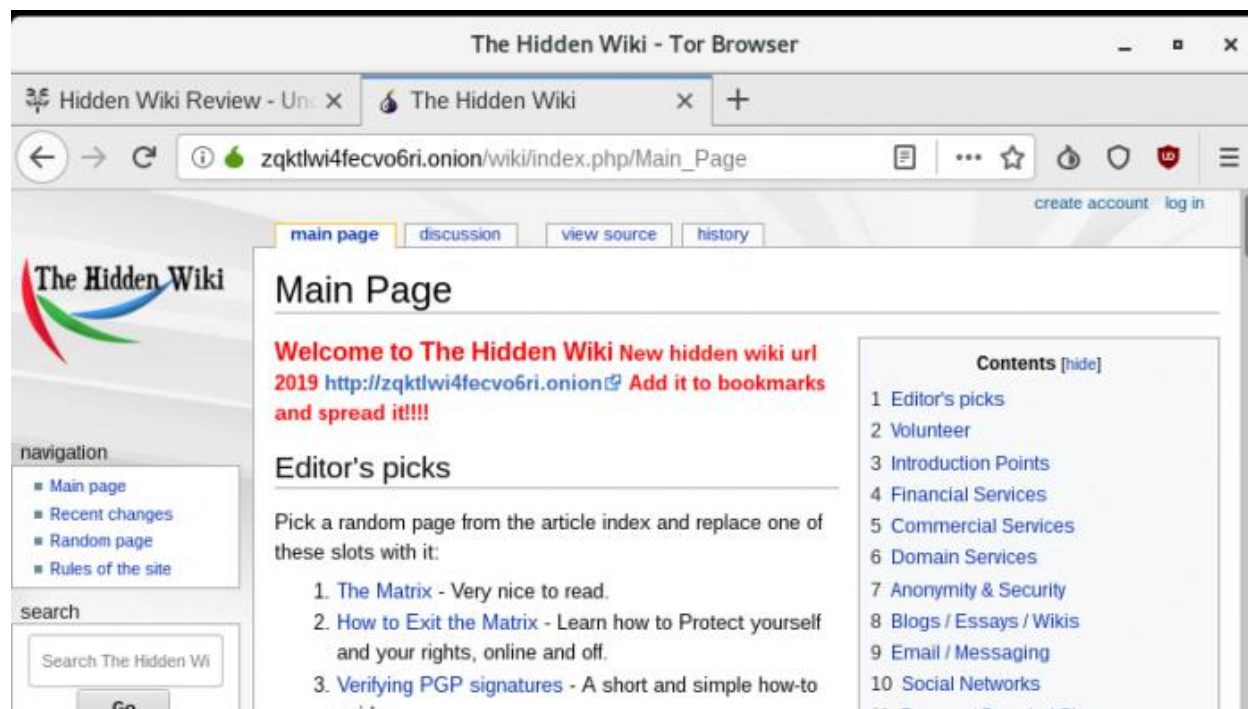 The Hidden Wiki - Tor Browser
Hidden Wiki Review - Un
The Hidden Wiki
zqktlwi4fecvo6ri.onion/wiki/index.php/Main_Page
create account log in
main page discussion view source history
The Hidden Wiki
Main Page
Welcome to The Hidden Wiki New hidden wiki url
2019 http://zqktlwi4fecvo6ri.onion Add it to bookmarks
and spread it!!!!
Editor's picks
Pick a random page from the article index and replace one of
these slots with it:
1. The Matrix - Very nice to read.
2. How to Exit the Matrix - Learn how to Protect yourself
and your rights, online and off.
3. Verifying PGP signatures - A short and simple how-to
Contents [hide]
1 Editor's picks
2 Volunteer
3 Introduction Points
4 Financial Services
5 Commercial Services
6 Domain Services
7 Anonymity & Security
8 Blogs / Essays / Wikis
9 Email / Messaging
10 Social Networks
navigation
Main page
Recent changes
Random page
Rules of the site
search
Search The Hidden Wi
Go